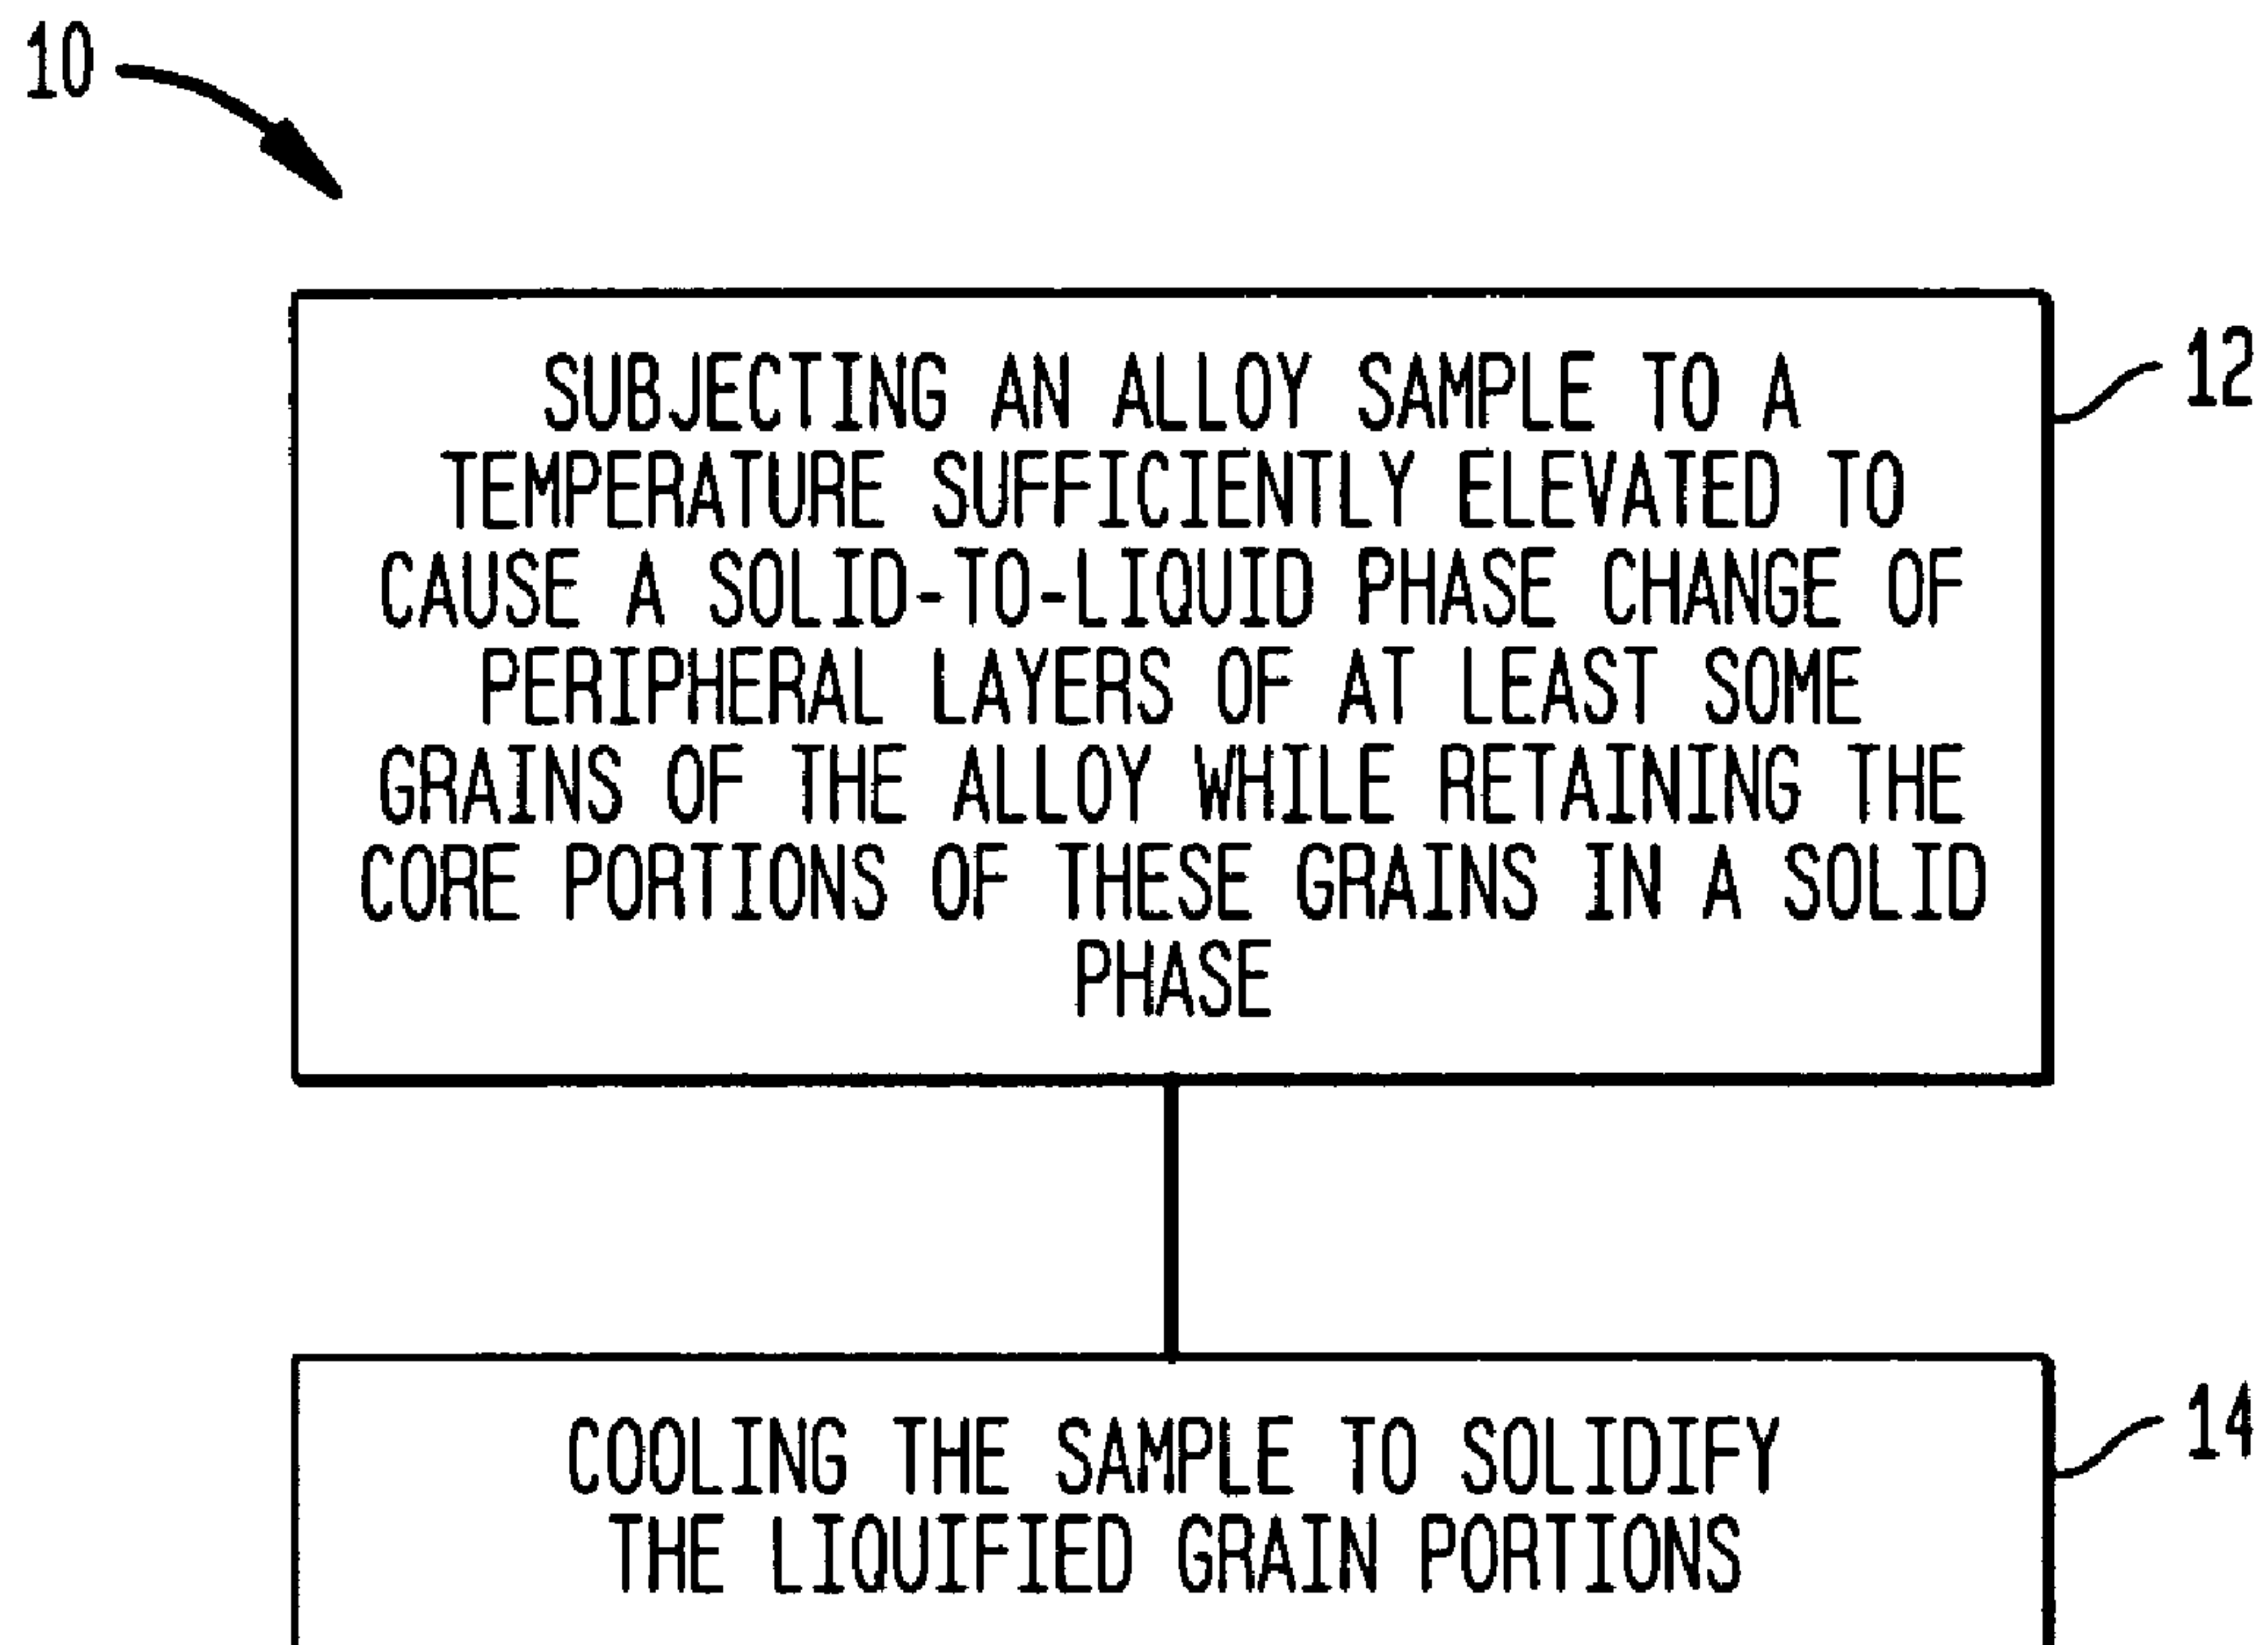 10
SUBJECTING AN ALLOY SAMPLE TO A
TEMPERATURE SUFFICIENTLY ELEVATED TO
CAUSE A SOLID-TO-LIQUID PHASE CHANGE OF
PERIPHERAL LAYERS OF AT LEAST SOME
GRAINS OF THE ALLOY WHILE RETAINING THE
CORE PORTIONS OF THESE GRAINS IN A SOLID
PHASE
12
COOLING THE SAMPLE TO SOLIDIFY
THE LIQUIFIED GRAIN PORTIONS
14